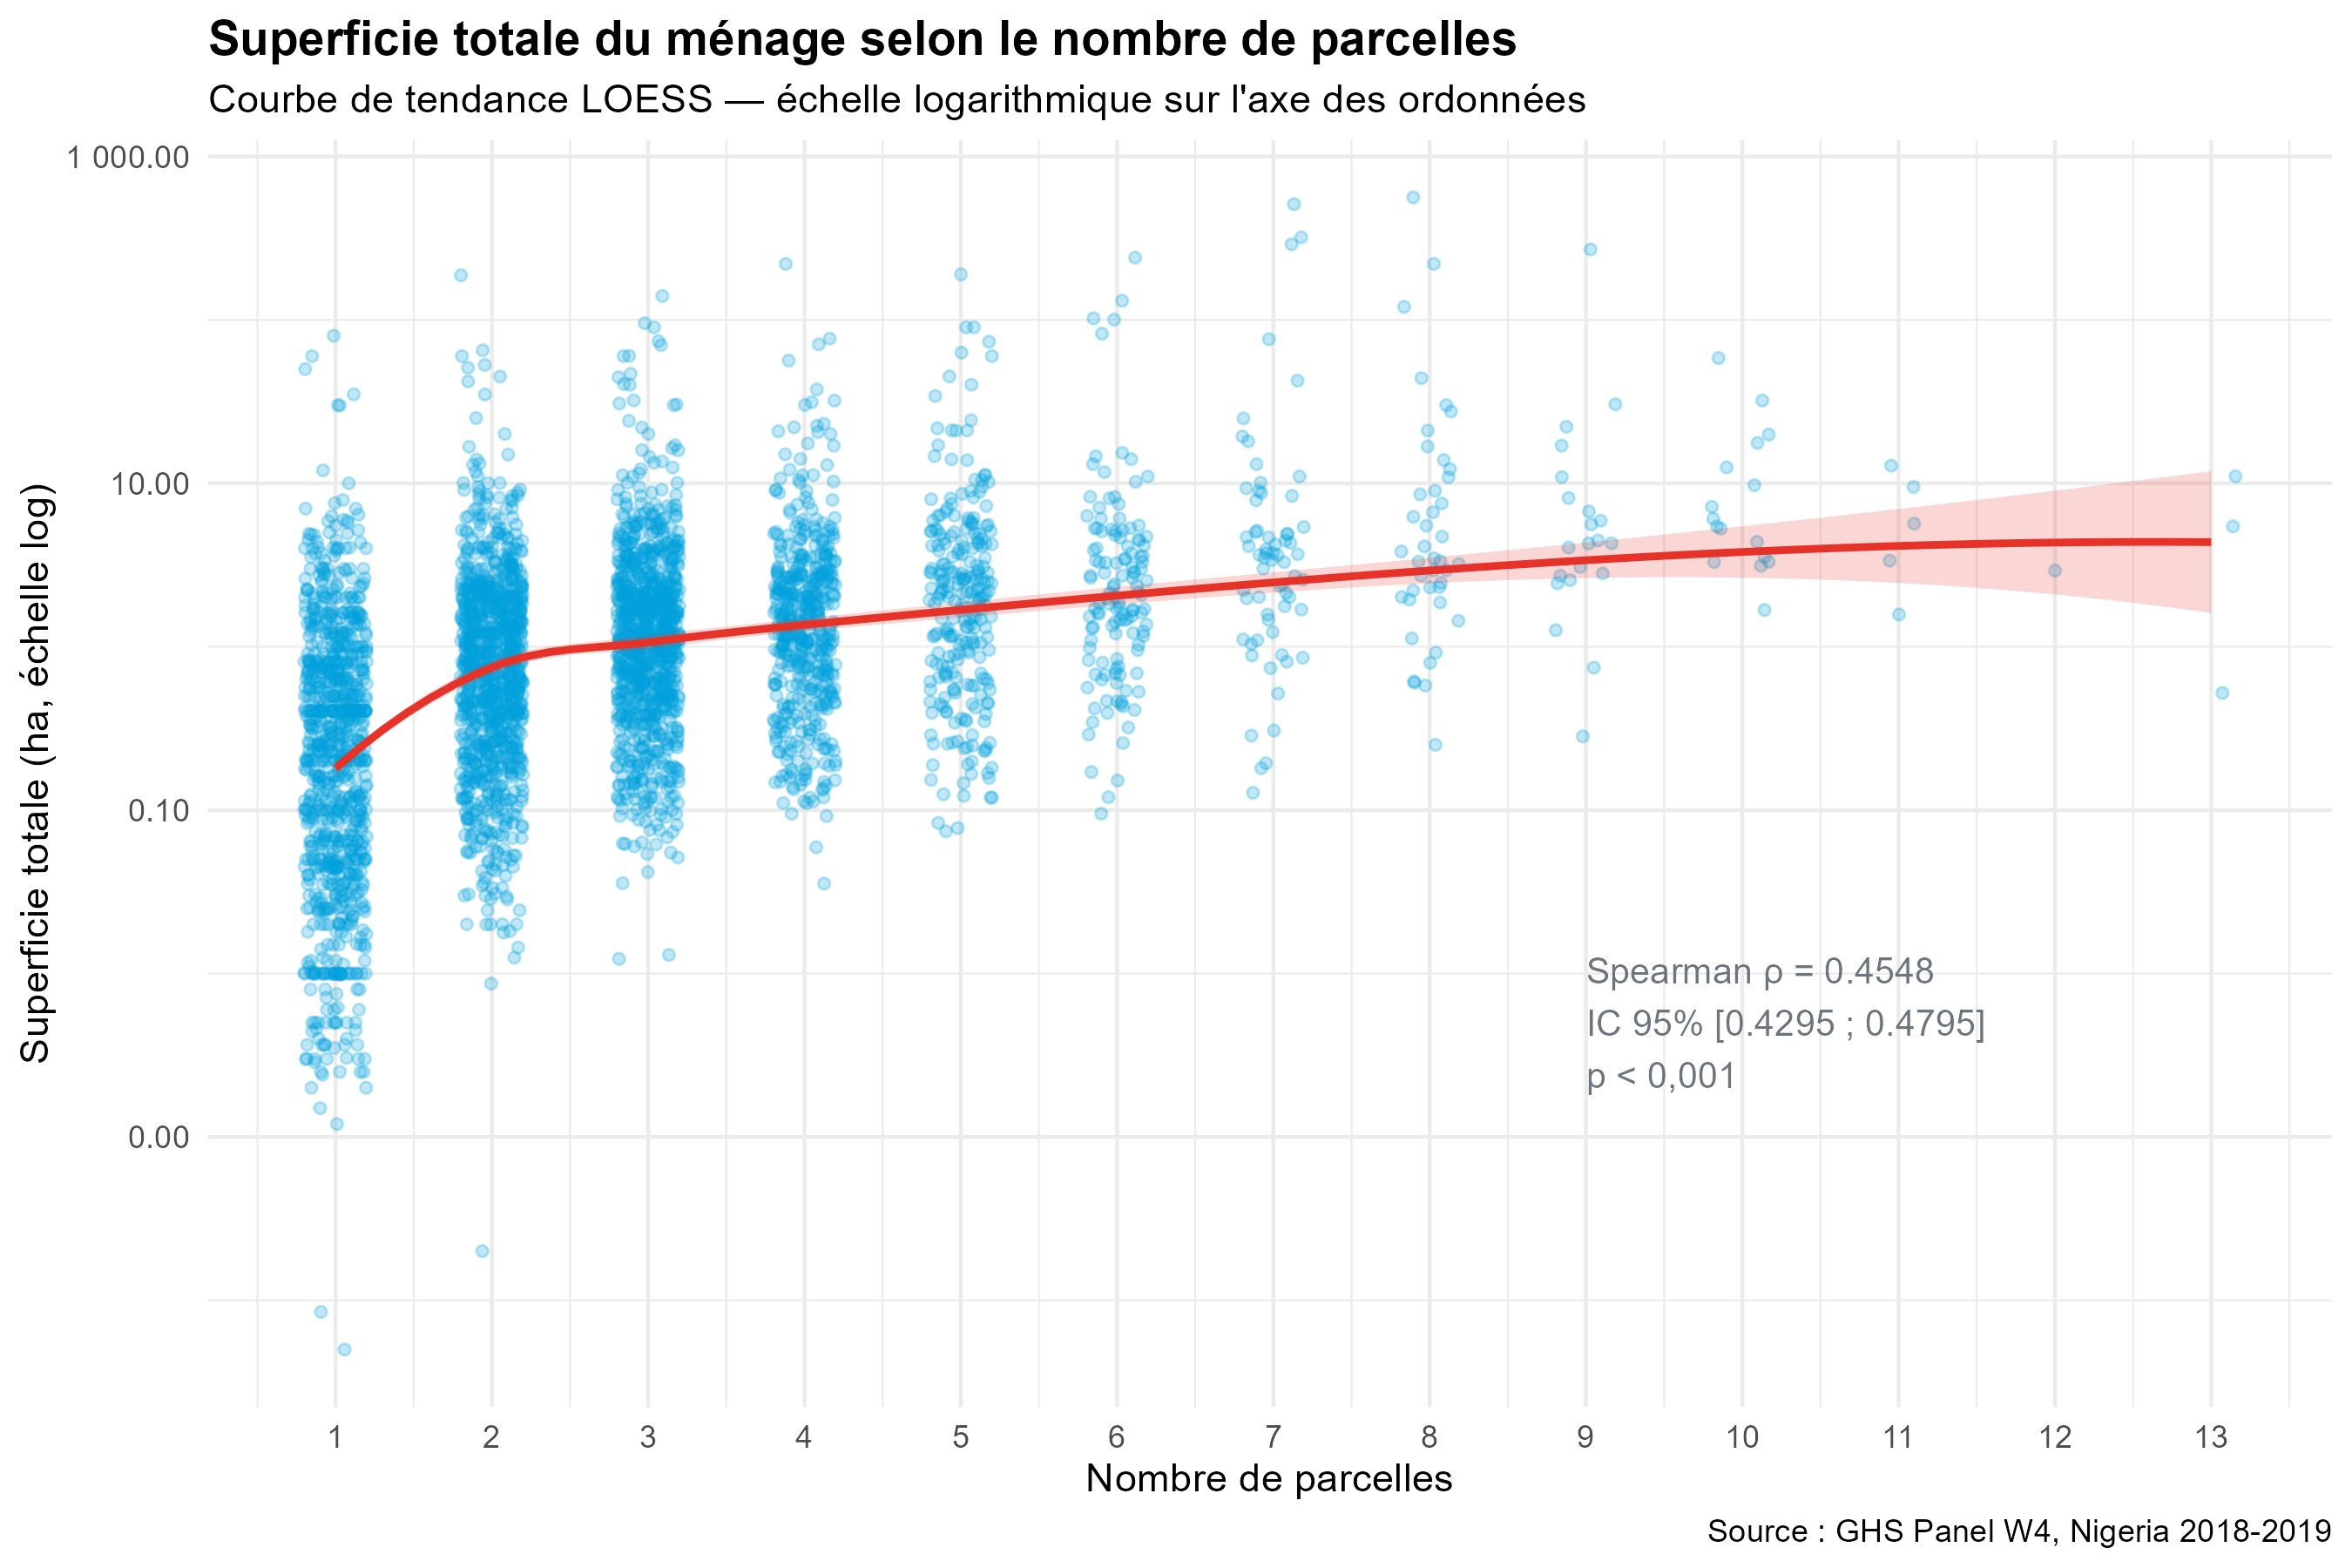 Superficie totale du ménage selon le nombre de parcelles
Courbe de tendance LOESS — échelle logarithmique sur l'axe des ordonnées
Superficie totale (ha, échelle log)
1 000.00
10.00
0.10
0.00
Spearman ρ = 0.4548
IC 95% [0.4295 ; 0.4795]
p < 0,001
1 2 3 4 5 6 7 8 9 10 11 12 13
Nombre de parcelles
Source : GHS Panel W4, Nigeria 2018-2019